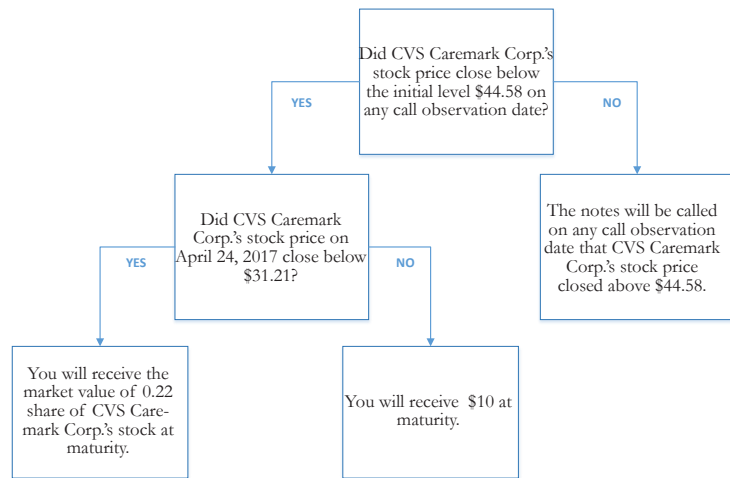 Did CVS Caremark Corp.'s
stock price close below
the initial level $44.58 on
any call observation date?
YES
NO
Did CVS Caremark
Corp.'s stock price on
April 24, 2017 close below
$31.21?
The notes will be called
on any call observation
date that CVS Caremark
Corp.'s stock price
closed above $44.58.
YES
NO
You will receive the
market value of 0.22
share of CVS Care-
mark Corp.'s stock at
maturity.
You will receive $10 at
maturity.